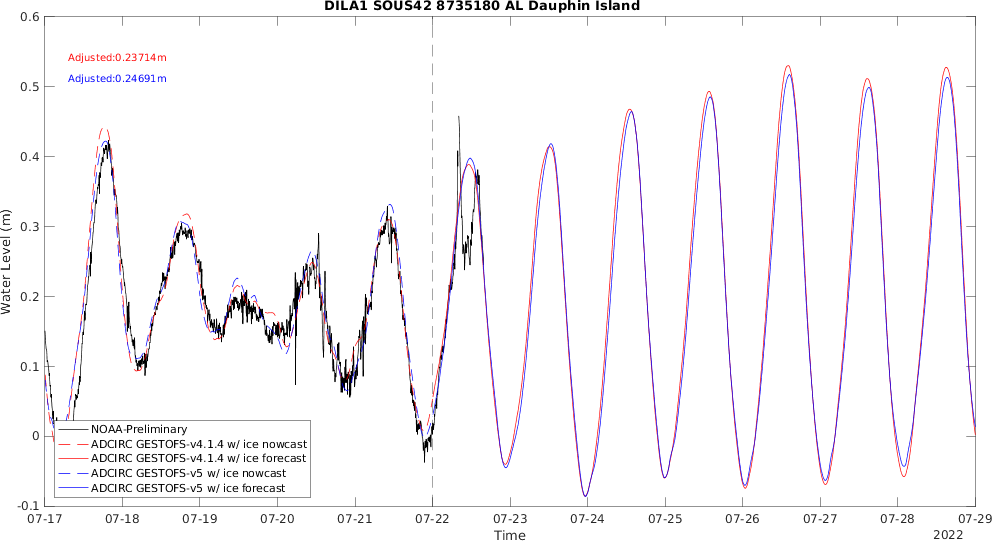 DILA1 SOUS42 8735180 AL Dauphin Island
0.6
Adjusted:0.23714m
Adjusted:0.24691m
0.5
0.4
0.3
0.2
0.1
0
-0.1
Water Level (m)
NOAA-Preliminary
ADCIRC GESTOFS-v4.1.4 w/ ice nowcast
ADCIRC GESTOFS-v4.1.4 w/ ice forecast
ADCIRC GESTOFS-v5 w/ ice nowcast
ADCIRC GESTOFS-v5 w/ ice forecast
07-17 07-18 07-19 07-20 07-21 07-22 07-23 07-24 07-25 07-26 07-27 07-28 07-29
Time
2022